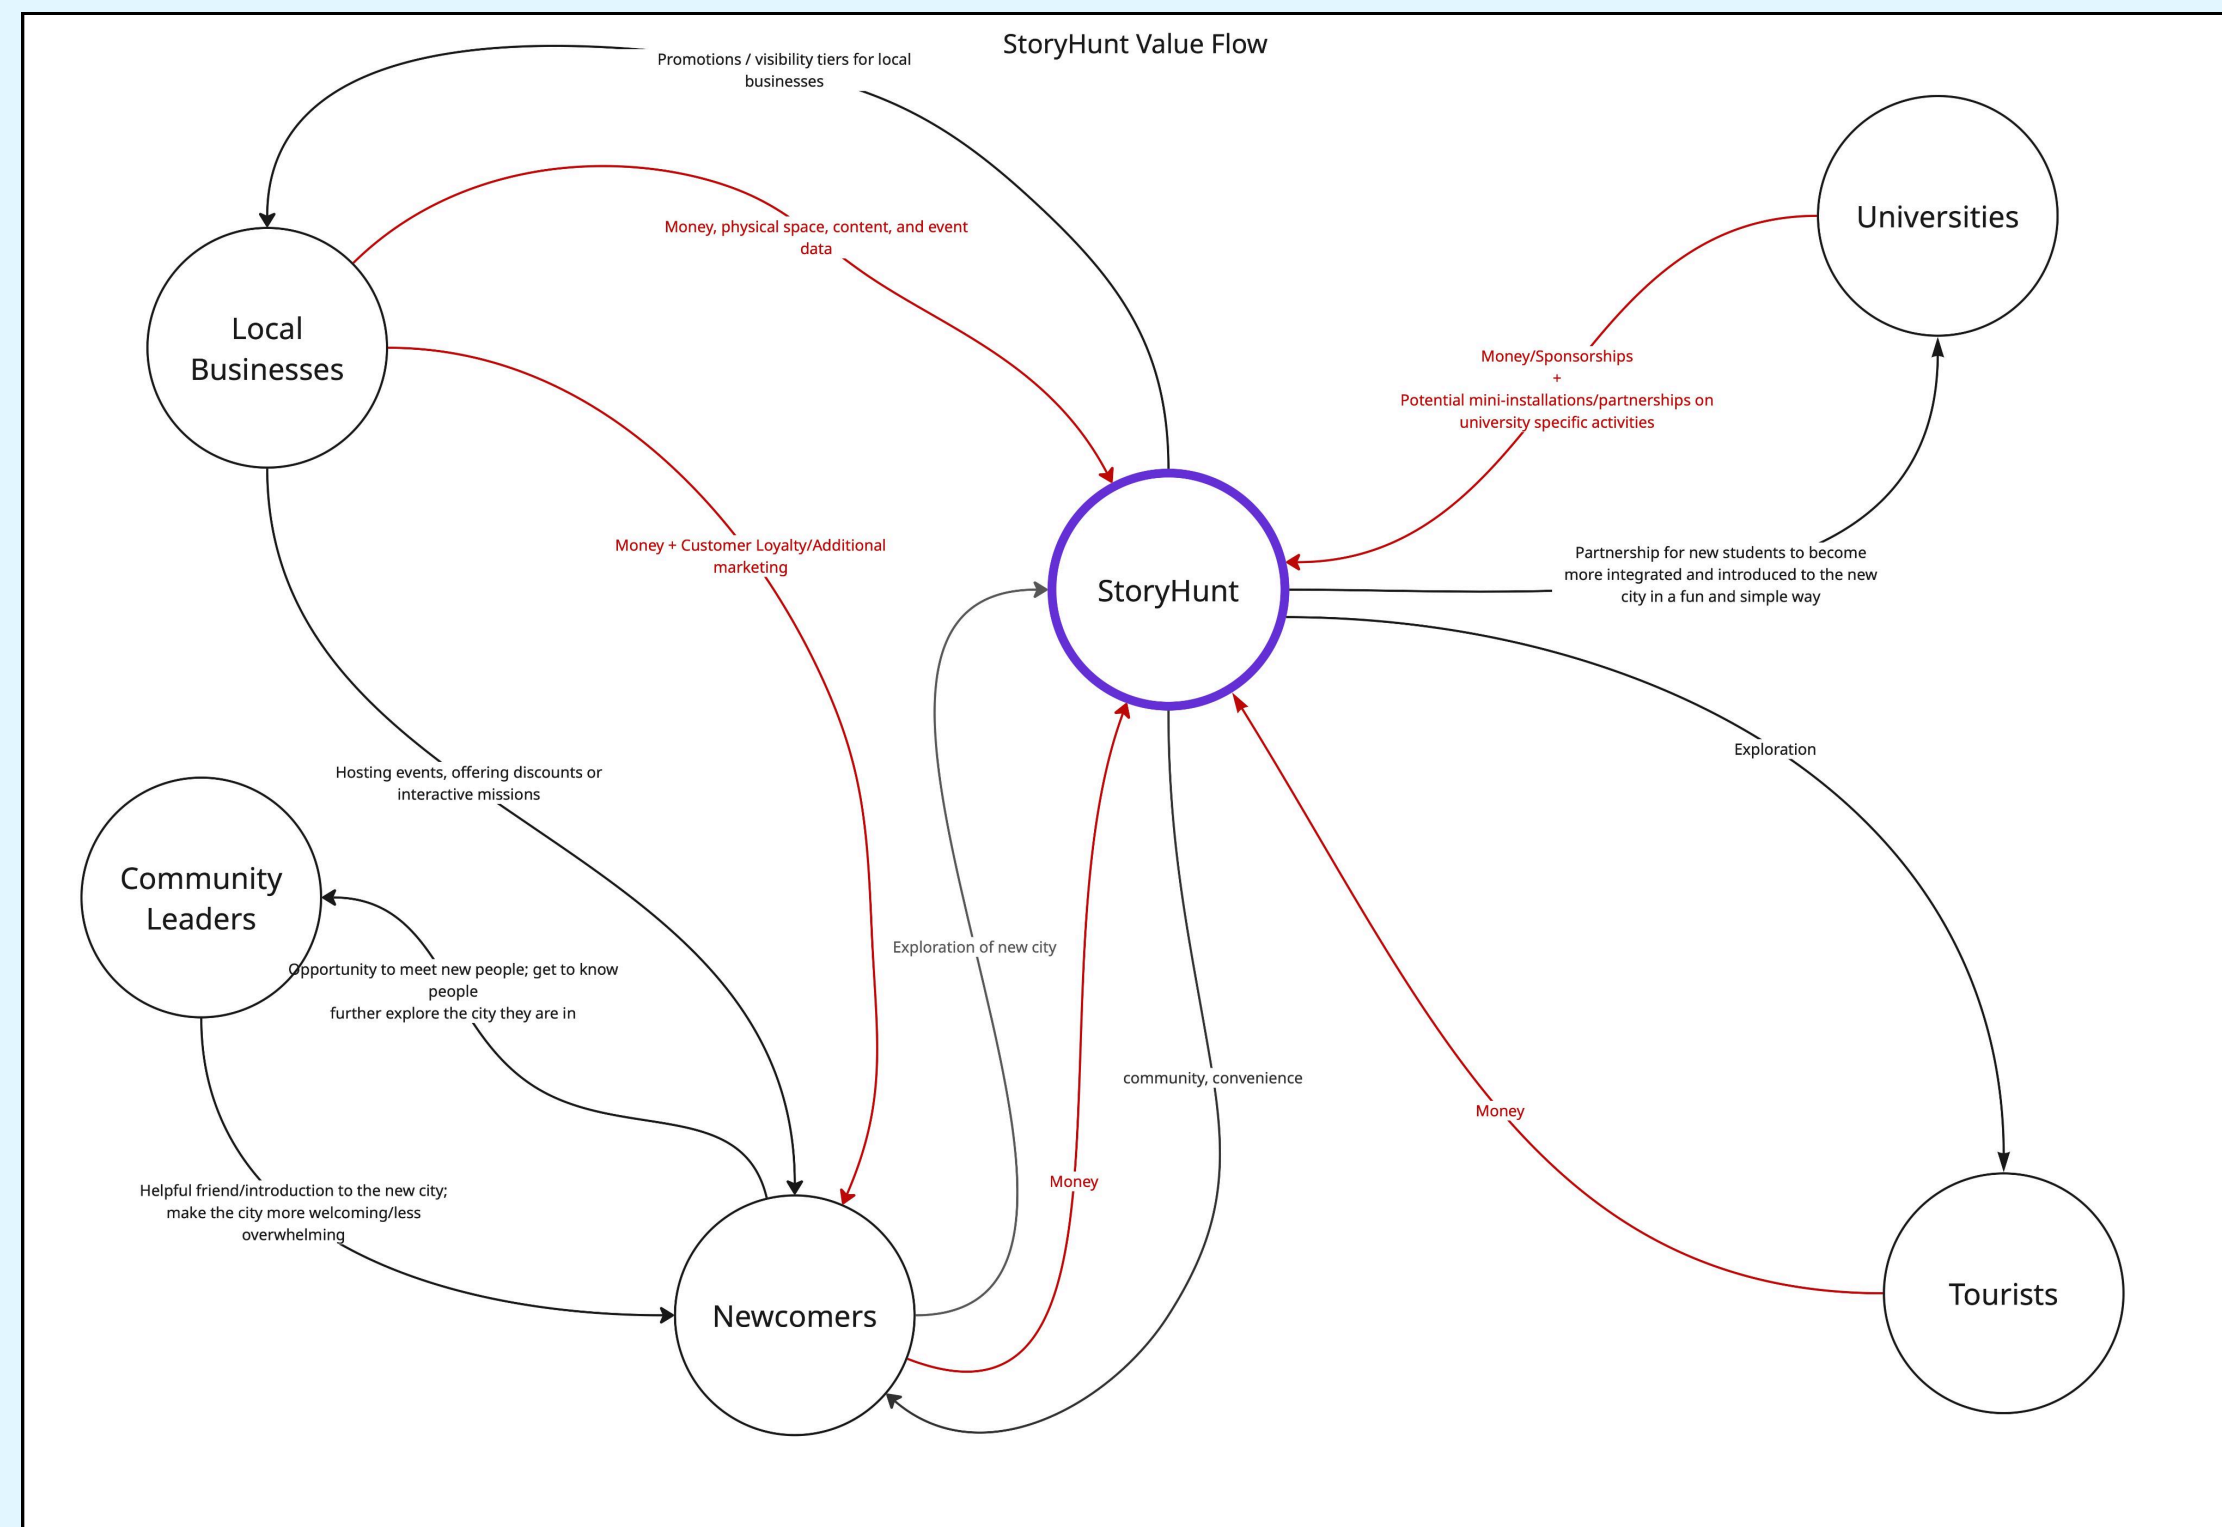 StoryHunt Value Flow
Promotions / visibility tiers for local
businesses
Universities
Money, physical space, content, and event
data
Local
Businesses
Money/Sponsorships
+
Potential mini-installations/partnerships on
university specific activities
Money + Customer Loyalty/Additional
marketing
StoryHunt
Partnership for new students to become
more integrated and introduced to the new
city in a fun and simple way
Exploration
Hosting events, offering discounts or
interactive missions
Community
Leaders
Exploration of new city
Opportunity to meet new people; get to know
people
further explore the city they are in
community, convenience
Money
Money
Helpful friend/introduction to the new city;
make the city more welcoming/less
overwhelming
Newcomers
Tourists